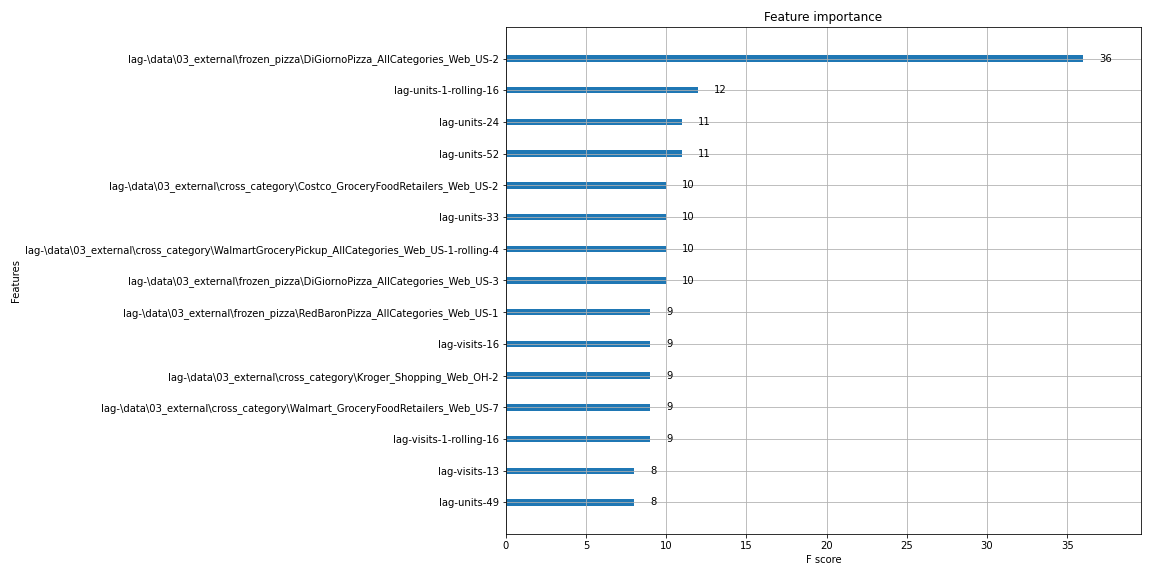 Feature importance
lag-\data\03_external\frozen_pizza\DiGiornoPizza_AllCategories_Web_US-2 36
lag-units-1-rolling-16 12
lag-units-24 11
lag-units-52 11
lag-\data\03_external\cross_category\Costco_GroceryFoodRetailers_Web_US-2 10
lag-units-33 10
lag-\data\03_external\cross_category\WalmartGroceryPickup_AllCategories_Web_US-1-rolling-4 10
lag-\data\03_external\frozen_pizza\DiGiornoPizza_AllCategories_Web_US-3 10
lag-\data\03_external\frozen_pizza\RedBaronPizza_AllCategories_Web_US-1 9
lag-visits-16 9
lag-\data\03_external\cross_category\Kroger_Shopping_Web_OH-2 9
lag-\data\03_external\cross_category\Walmart_GroceryFoodRetailers_Web_US-7 9
lag-visits-1-rolling-16 9
lag-visits-13 8
lag-units-49 8
Features
0 5 10 15 20 25 30 35
F score